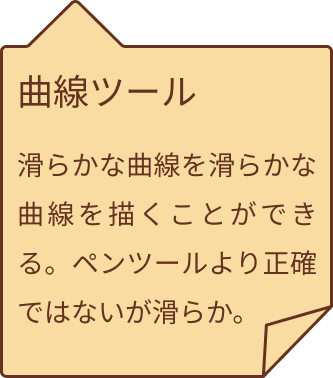 曲線ツール
滑らかな曲線を滑らかな
曲線を描くことができ
る。ペンツールより正確
ではないが滑らか。